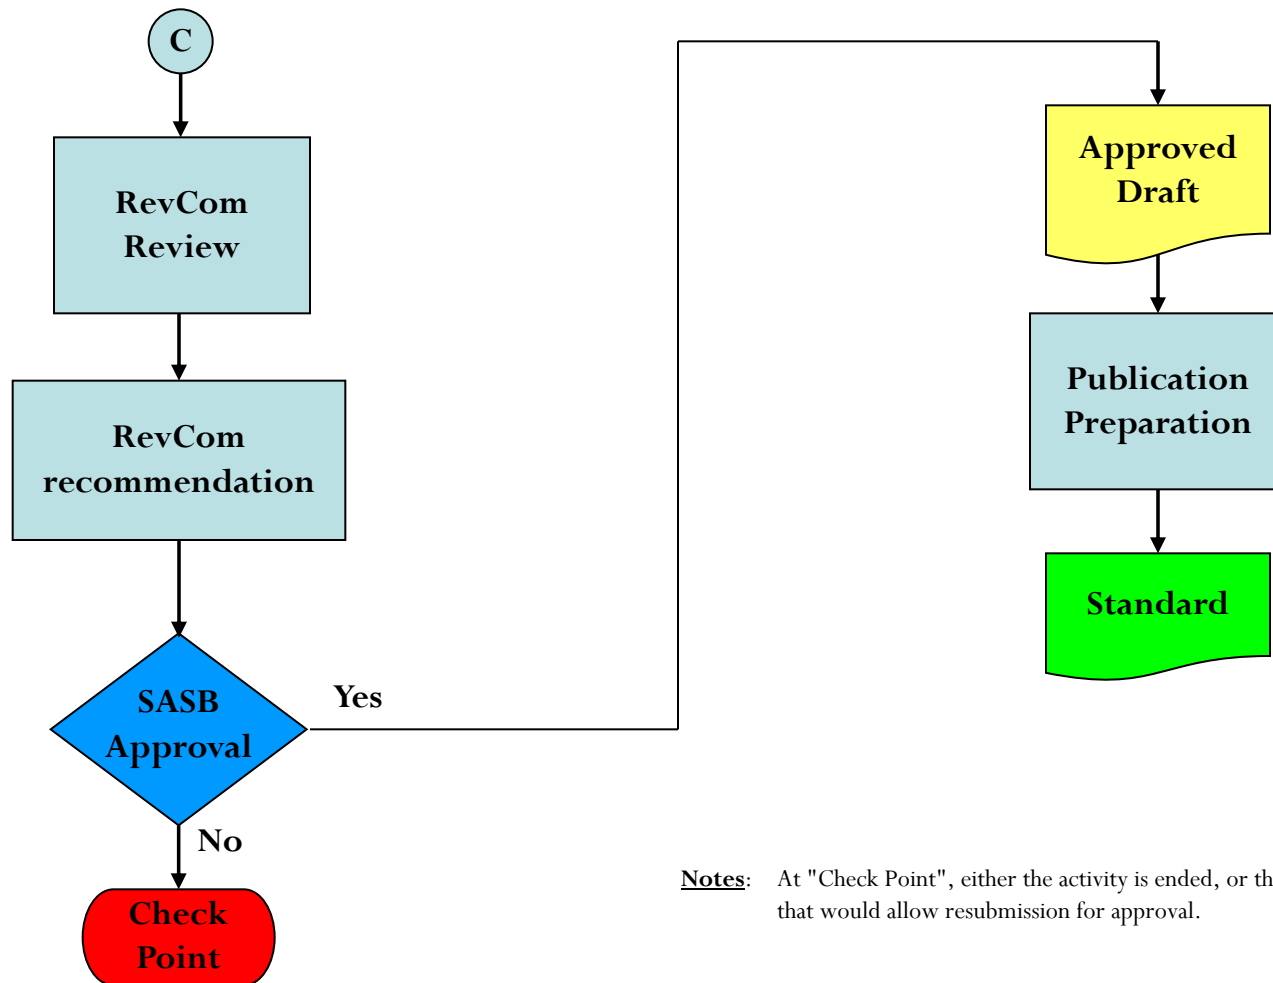 C
RevCom
Review
RevCom
recommendation
SASB
Approval
Yes
No
Check
Point
Approved
Draft
Publication
Preparation
Standard
Notes: At "Check Point", either the activity is ended, or th
that would allow resubmission for approval.